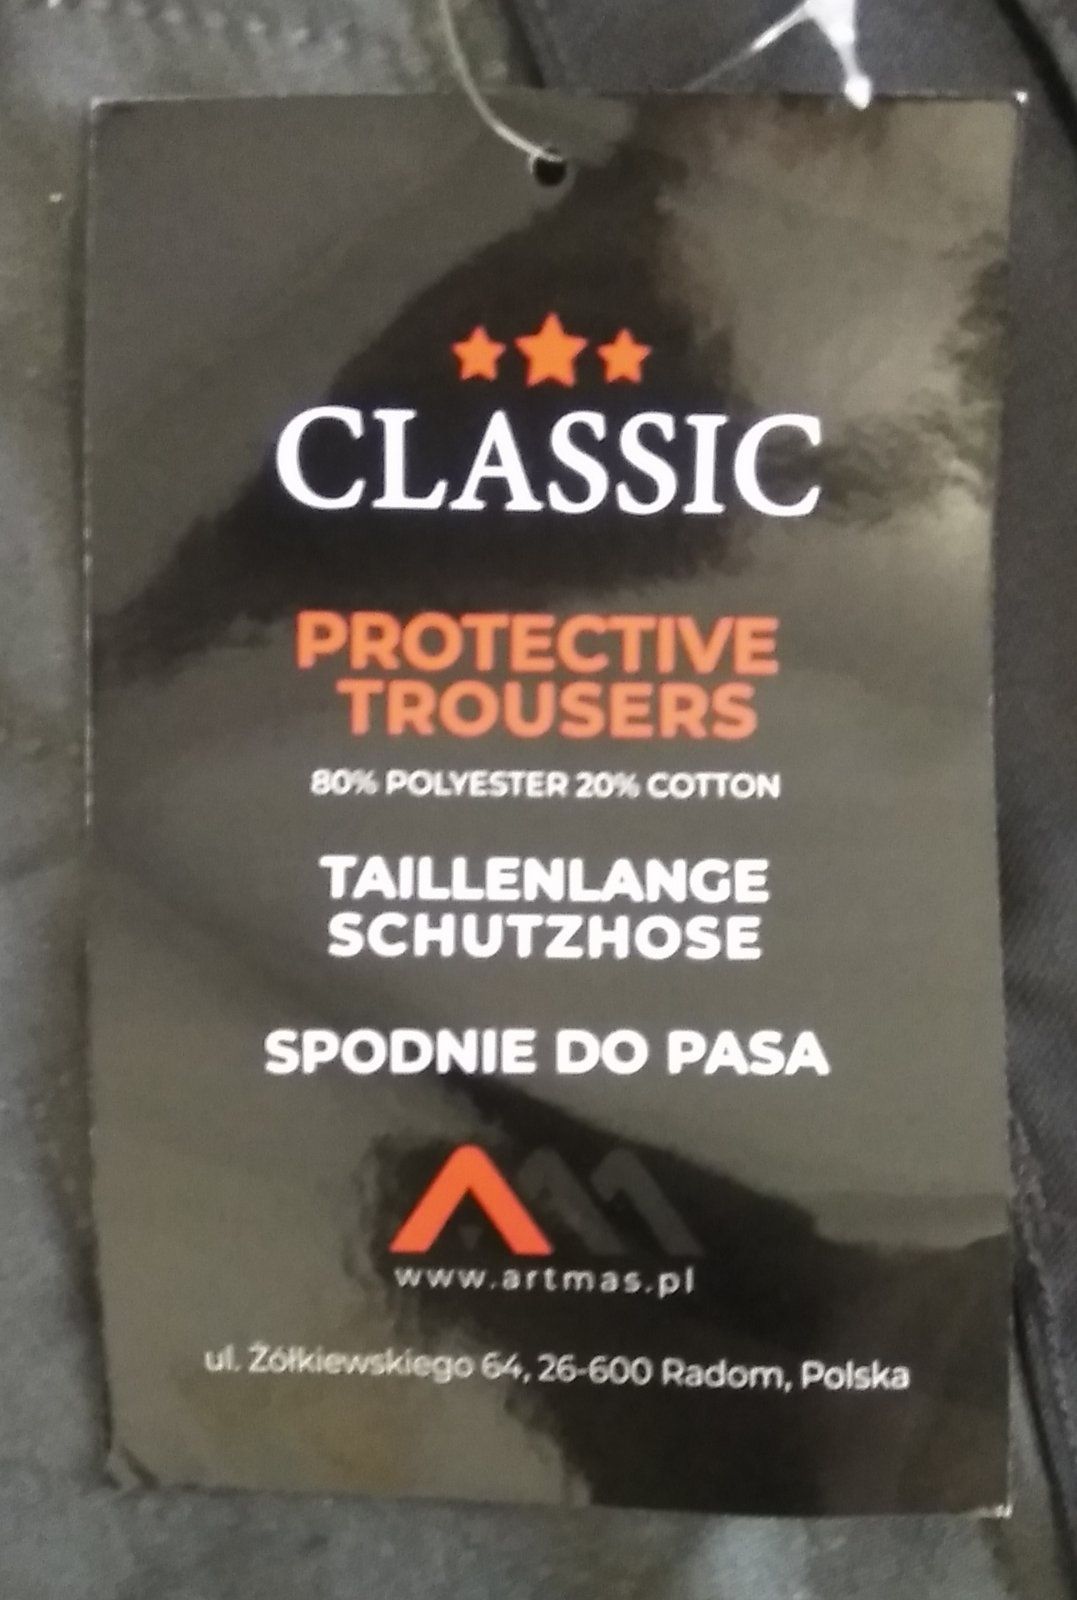 CLASSIC
PROTECTIVE
TROUSERS
80% POLYESTER 20% COTTON
TAILLENLANGE
SCHUTZHOSE
SPODNIE DO PASA
AM
www.artmas.pl
ul. Żółkiewskiego 64, 26-600 Radom, Polska